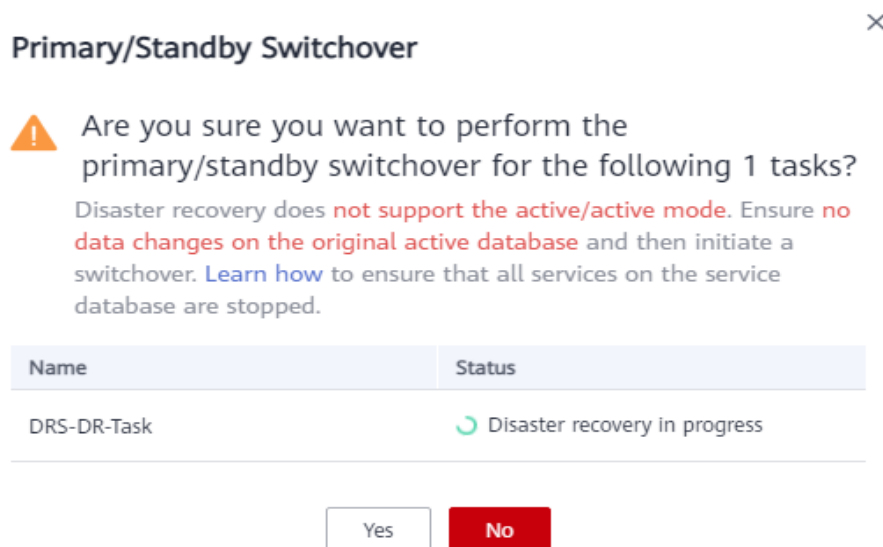 Primary/Standby Switchover
Are you sure you want to perform the
primary/standby switchover for the following 1 tasks?
Disaster recovery does not support the active/active mode. Ensure no
data changes on the original active database and then initiate a
switchover. Learn how to ensure that all services on the service
database are stopped.
Name Status
DRS-DR-Task Disaster recovery in progress
Yes No